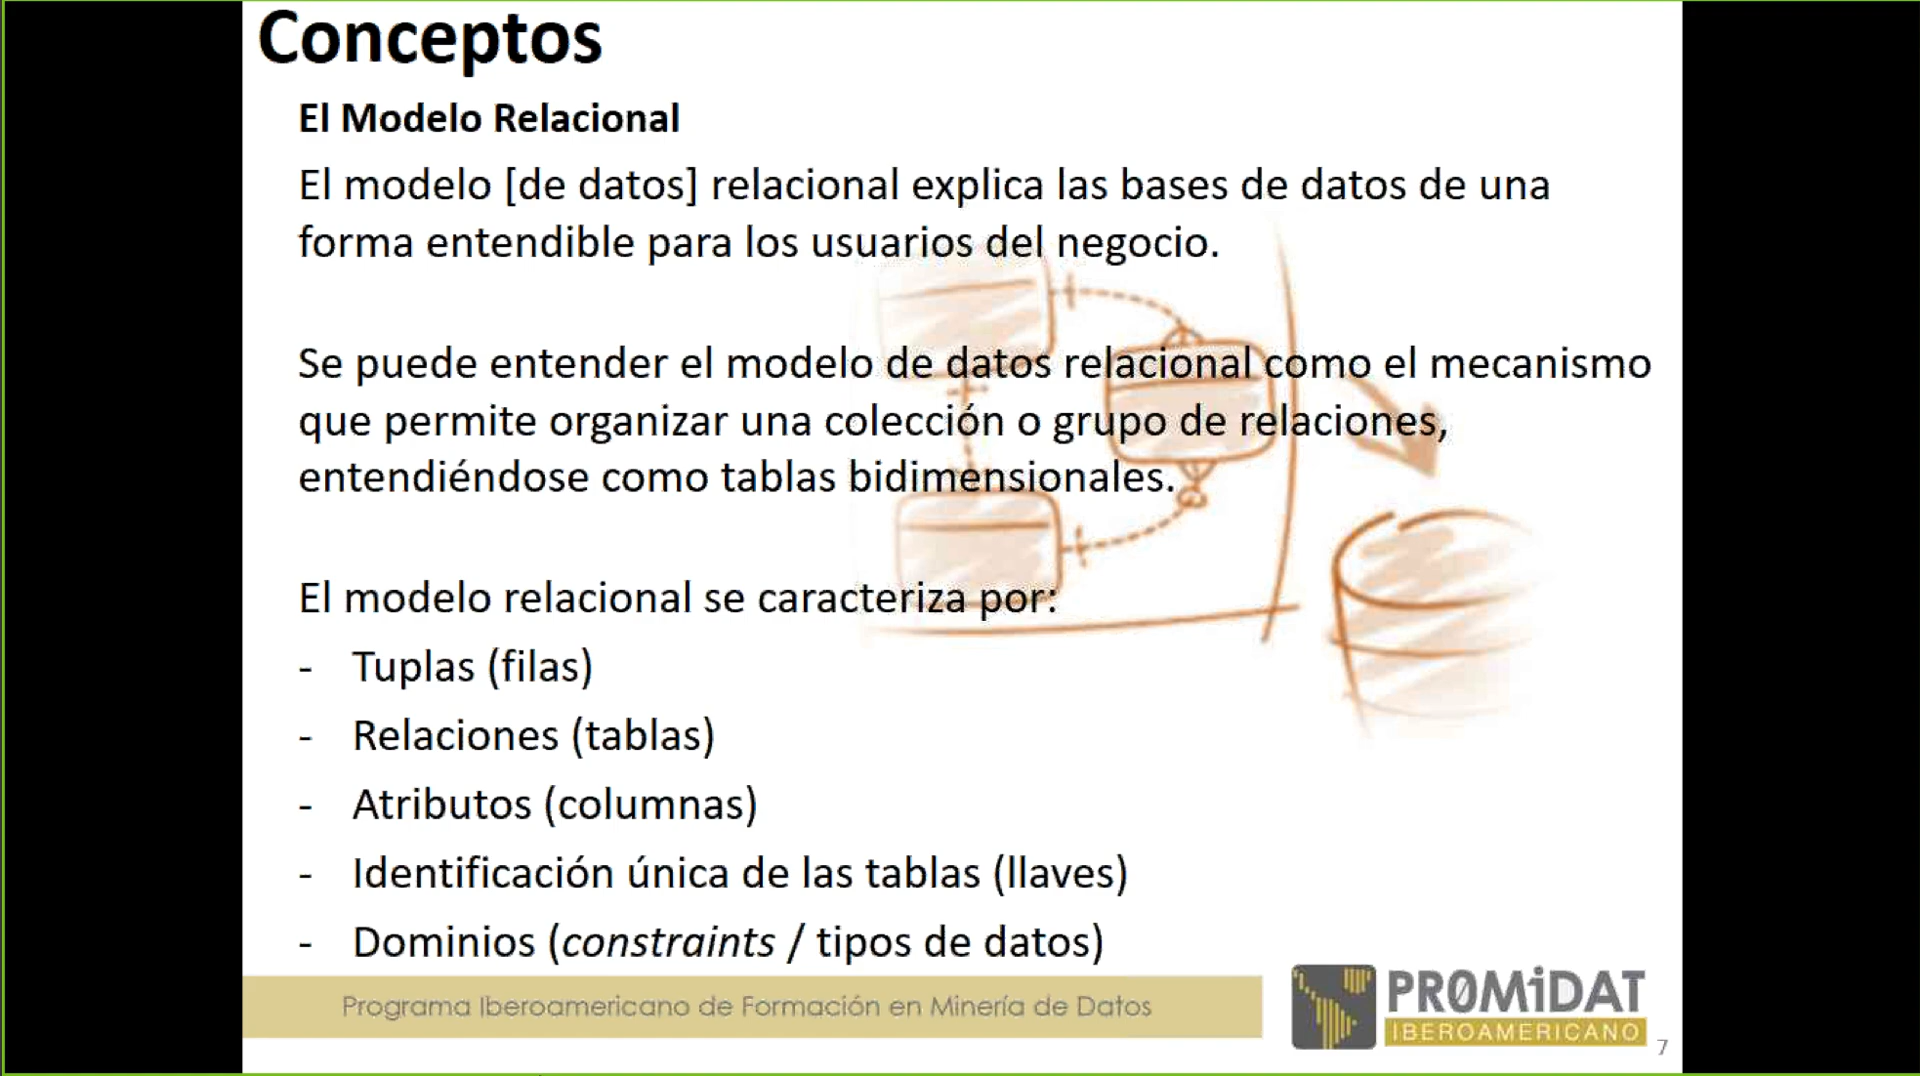 Conceptos
El Modelo Relacional
El modelo [de datos] relacional explica las bases de datos de una
forma entendible para los usuarios del negocio.
Se puede entender el modelo de datos relacional como el mecanismo
que permite organizar una colección o grupo de relaciones,
entendiéndose como tablas bidimensionales.
El modelo relacional se caracteriza por:
- Tuplas (filas)
- Relaciones (tablas)
- Atributos (columnas)
- Identificación única de las tablas (llaves)
- Dominios (constraints / tipos de datos)
Programa Iberoamericano de Formación en Minería de Datos
PROMiDAT
IBEROAMERICANO
7